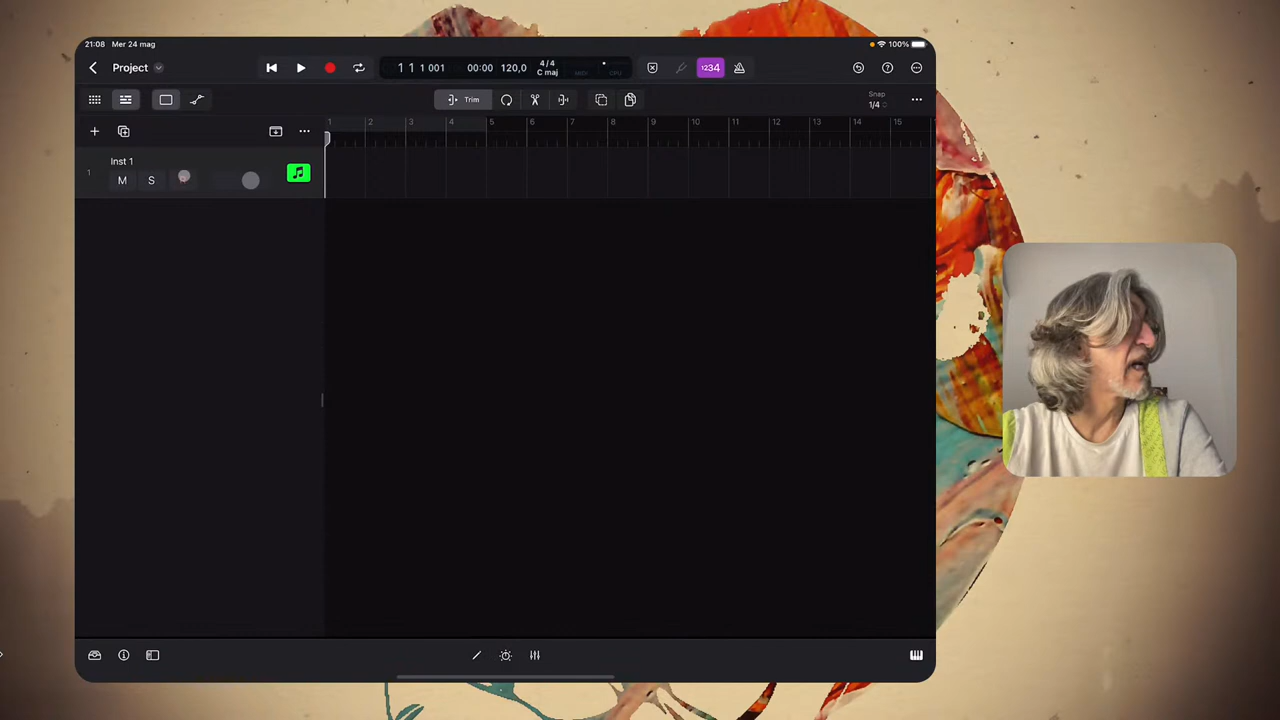 21:08 Mer 24 mag
100%
Project
1 1 1 001
00:00
120,0
4/4
C maj
MIDI
CPU
1234
Trim
Snap
1/4
1 2 3 4 5 6 7 8 9 10 11 12 13 14 15
1
Inst 1
M S R